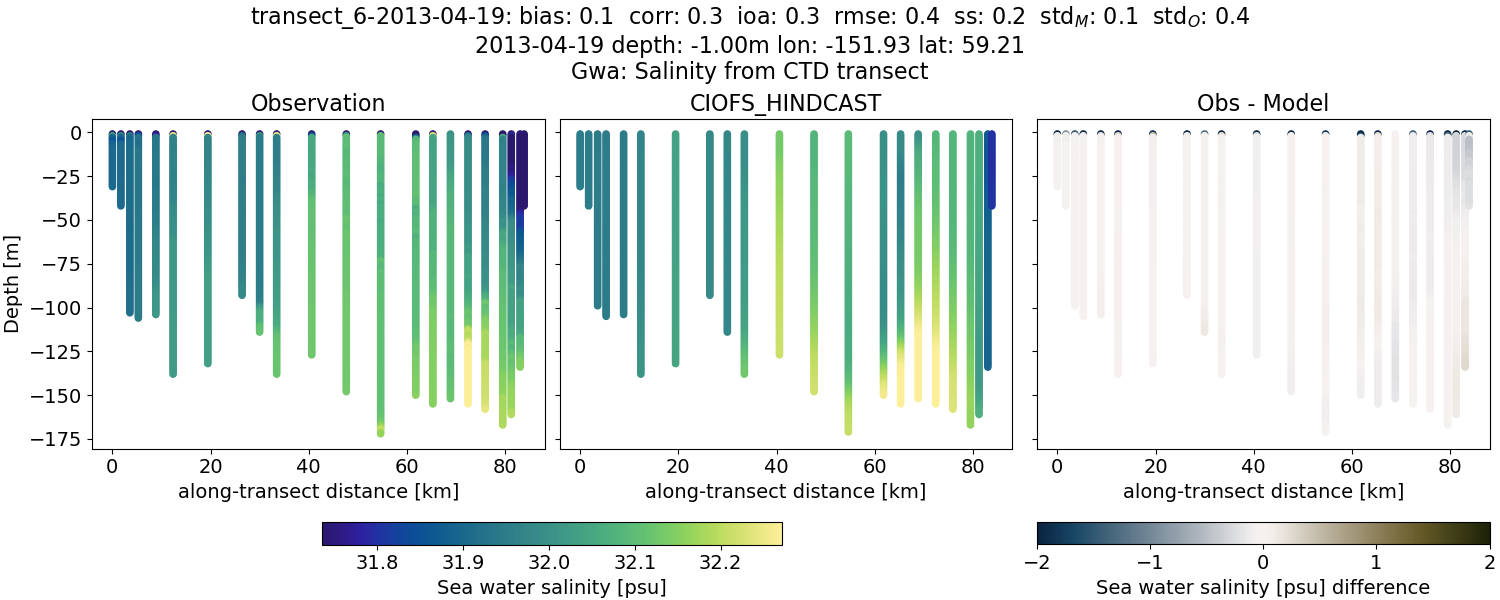 transect_6-2013-04-19: bias: 0.1  corr: 0.3  ioa: 0.3  rmse: 0.4  ss: 0.2  std_M: 0.1  std_O: 0.4
2013-04-19 depth: -1.00m lon: -151.93 lat: 59.21
Gwa: Salinity from CTD transect
Observation
CIOFS_HINDCAST
Obs - Model
Depth [m]
0
−25
−50
−75
−100
−125
−150
−175
0 20 40 60 80
0 20 40 60 80
0 20 40 60 80
along-transect distance [km]
along-transect distance [km]
along-transect distance [km]
31.8 31.9 32.0 32.1 32.2
Sea water salinity [psu]
−2 −1 0 1 2
Sea water salinity [psu] difference